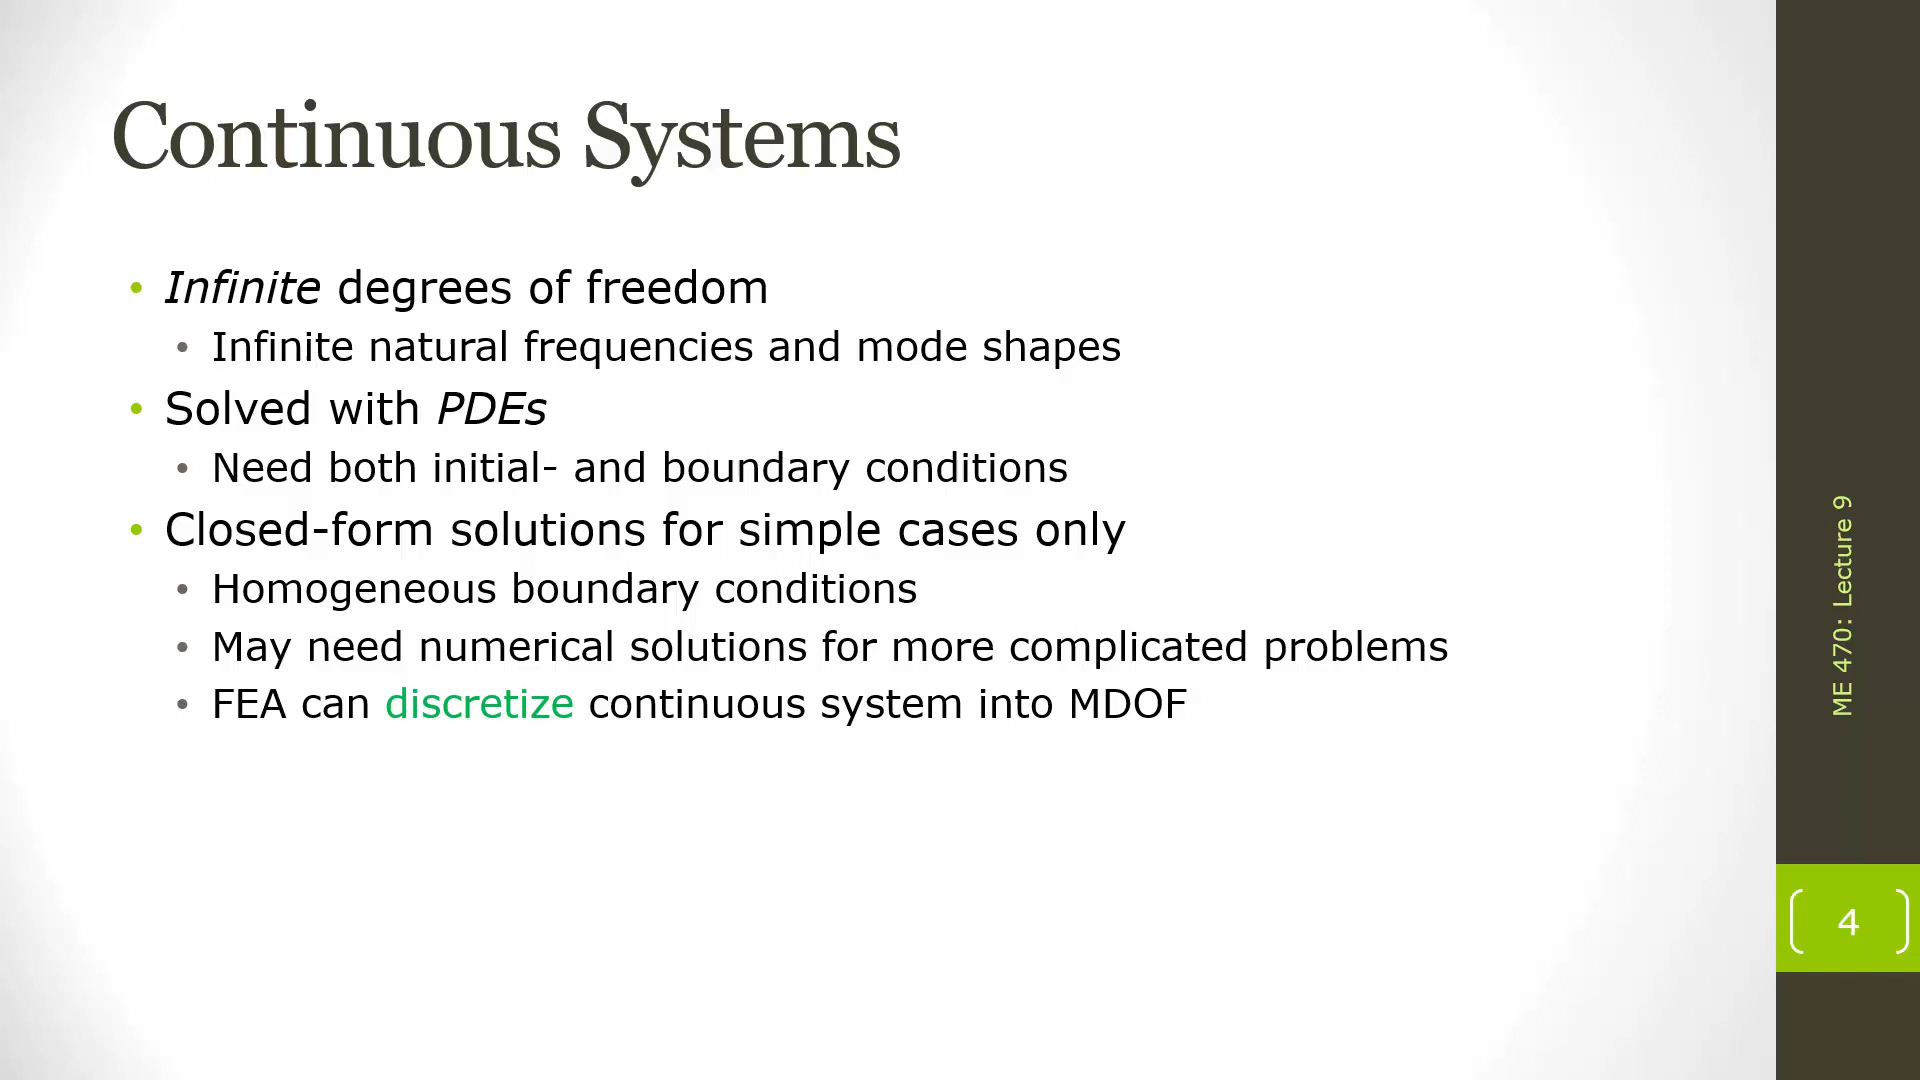 Continuous Systems
• Infinite degrees of freedom
• Infinite natural frequencies and mode shapes
• Solved with PDEs
• Need both initial- and boundary conditions
• Closed-form solutions for simple cases only
• Homogeneous boundary conditions
• May need numerical solutions for more complicated problems
• FEA can discretize continuous system into MDOF
ME 470: Lecture 9
4